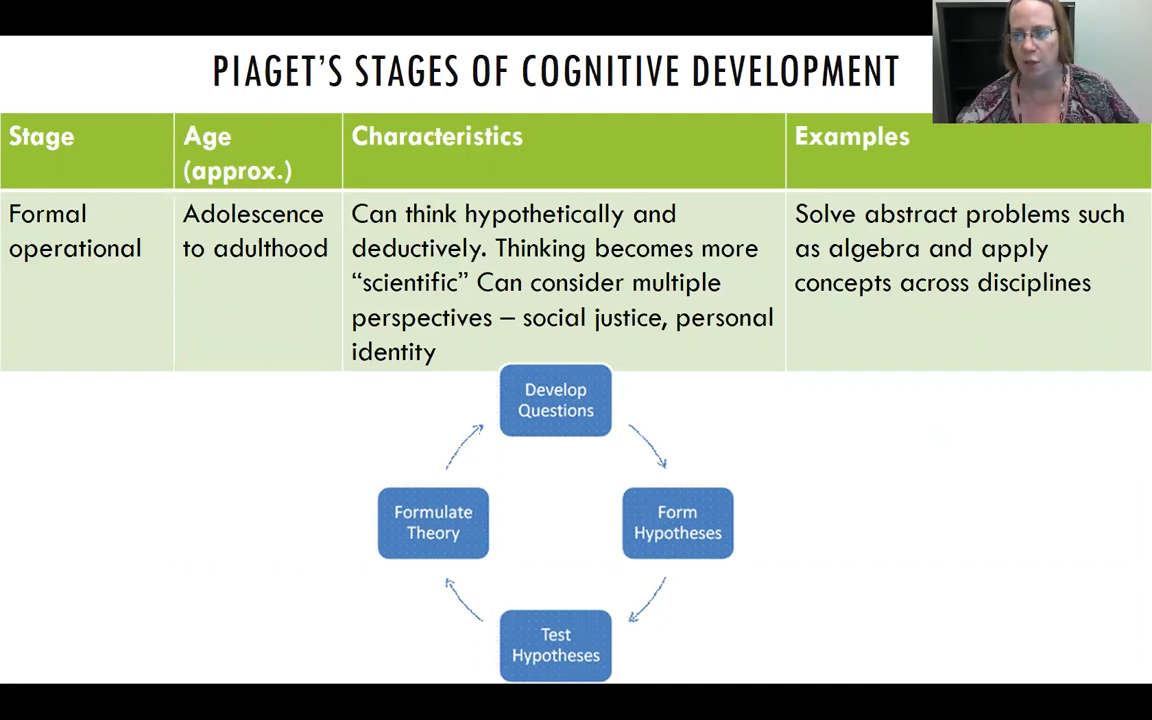 PIAGET’S STAGES OF COGNITIVE DEVELOPMENT
Stage
Age
(approx.)
Characteristics
Examples
Formal
operational
Adolescence
to adulthood
Can think hypothetically and
deductively. Thinking becomes more
“scientific” Can consider multiple
perspectives – social justice, personal
identity
Solve abstract problems such
as algebra and apply
concepts across disciplines
Develop
Questions
Form
Hypotheses
Test
Hypotheses
Formulate
Theory